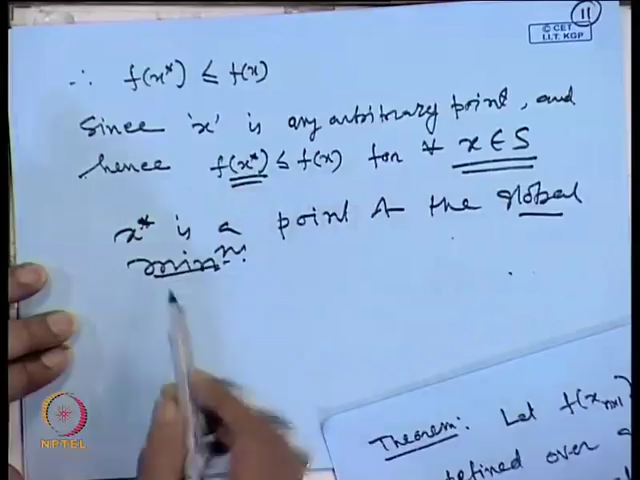 11
© CET
I.I.T. KGP
∴ f(x*) ≤ f(x)
Since 'x' is any arbitrary point, and
hence f(x*) ≤ f(x) for ∀ x ∈ S
x* is a point A the global
minᵐ.
Theorem: Let f(x
defined over a
NPTEL